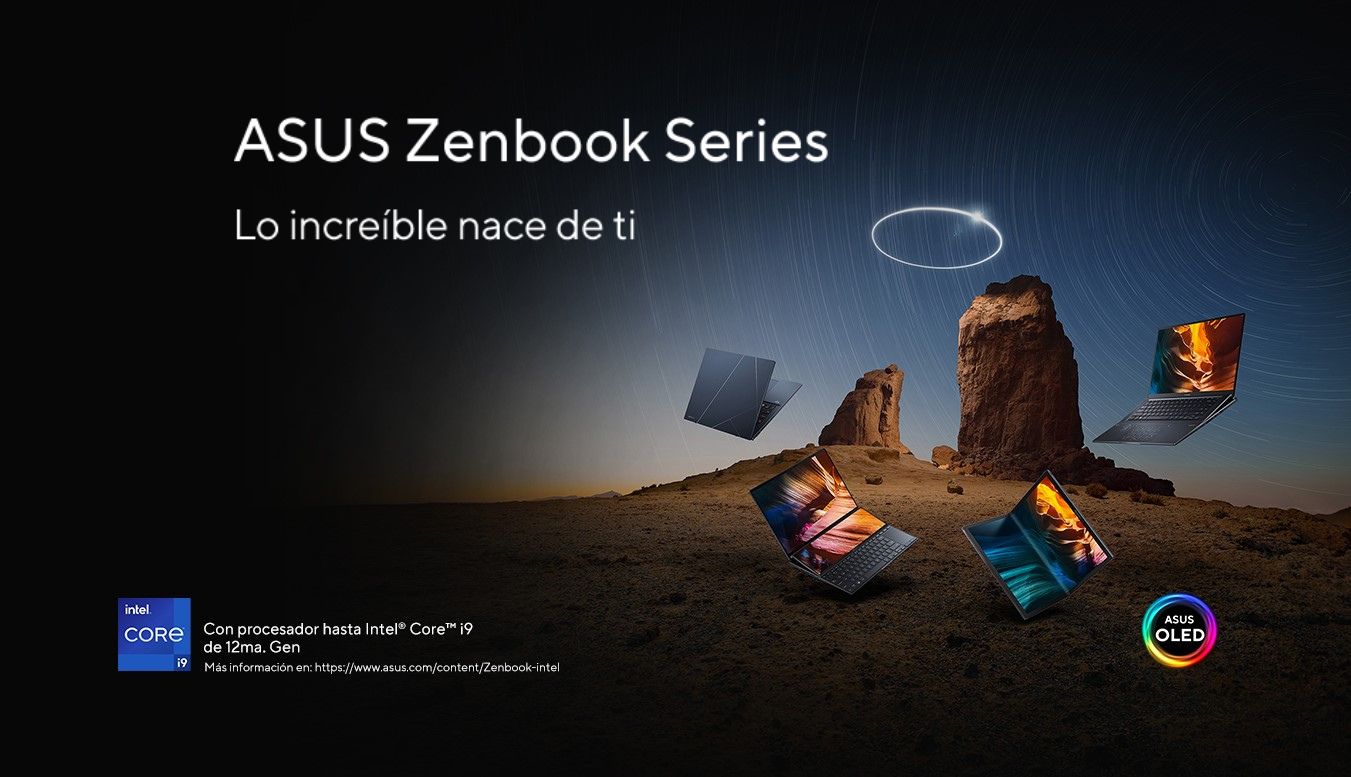 ASUS Zenbook Series
Lo increíble nace de ti
intel.
CORE™
i9
Con procesador hasta Intel® Core™ i9
de 12ma. Gen
Más información en: https://www.asus.com/content/Zenbook-intel
ASUS
OLED